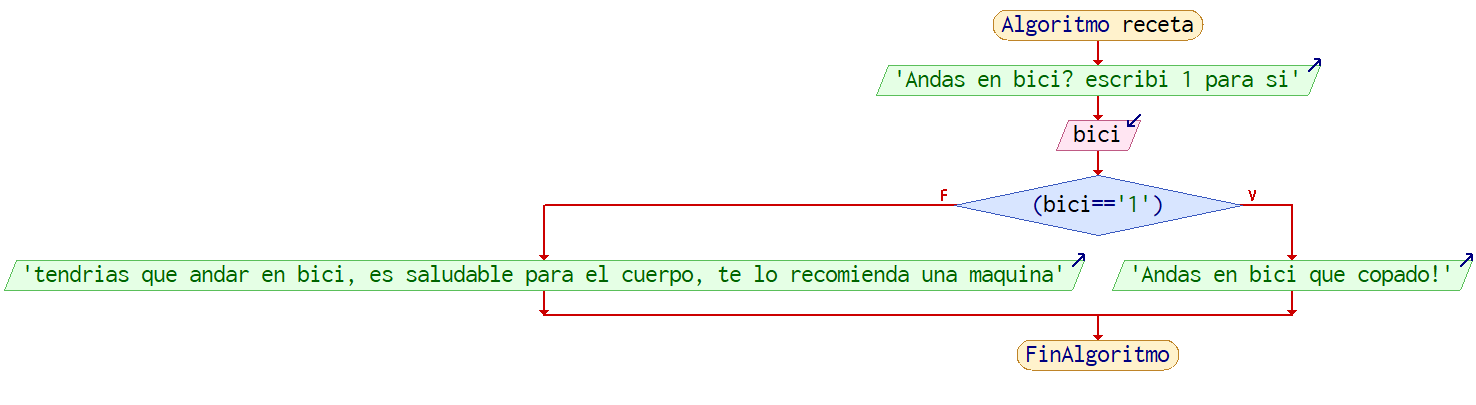 Algoritmo receta
'Andas en bici? escribi 1 para si'
bici
F
(bici=='1')
V
'tendrias que andar en bici, es saludable para el cuerpo, te lo recomienda una maquina'
'Andas en bici que copado!'
FinAlgoritmo